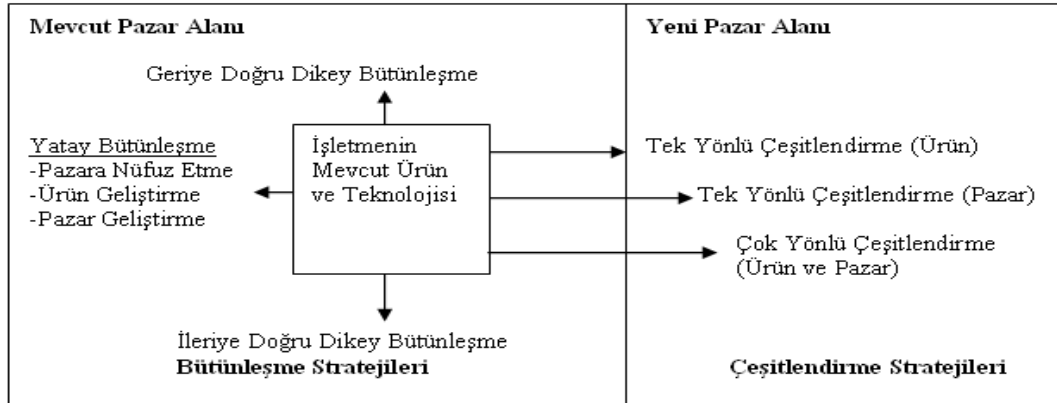 Mevcut Pazar Alanı
Geriye Doğru Dikey Bütünleşme
Yatay Bütünleşme
-Pazara Nüfuz Etme
-Ürün Geliştirme
-Pazar Geliştirme
İşletmenin
Mevcut Ürün
ve Teknolojisi
İleriye Doğru Dikey Bütünleşme
Bütünleşme Stratejileri
Yeni Pazar Alanı
Tek Yönlü Çeşitlendirme (Ürün)
Tek Yönlü Çeşitlendirme (Pazar)
Çok Yönlü Çeşitlendirme
(Ürün ve Pazar)
Çeşitlendirme Stratejileri